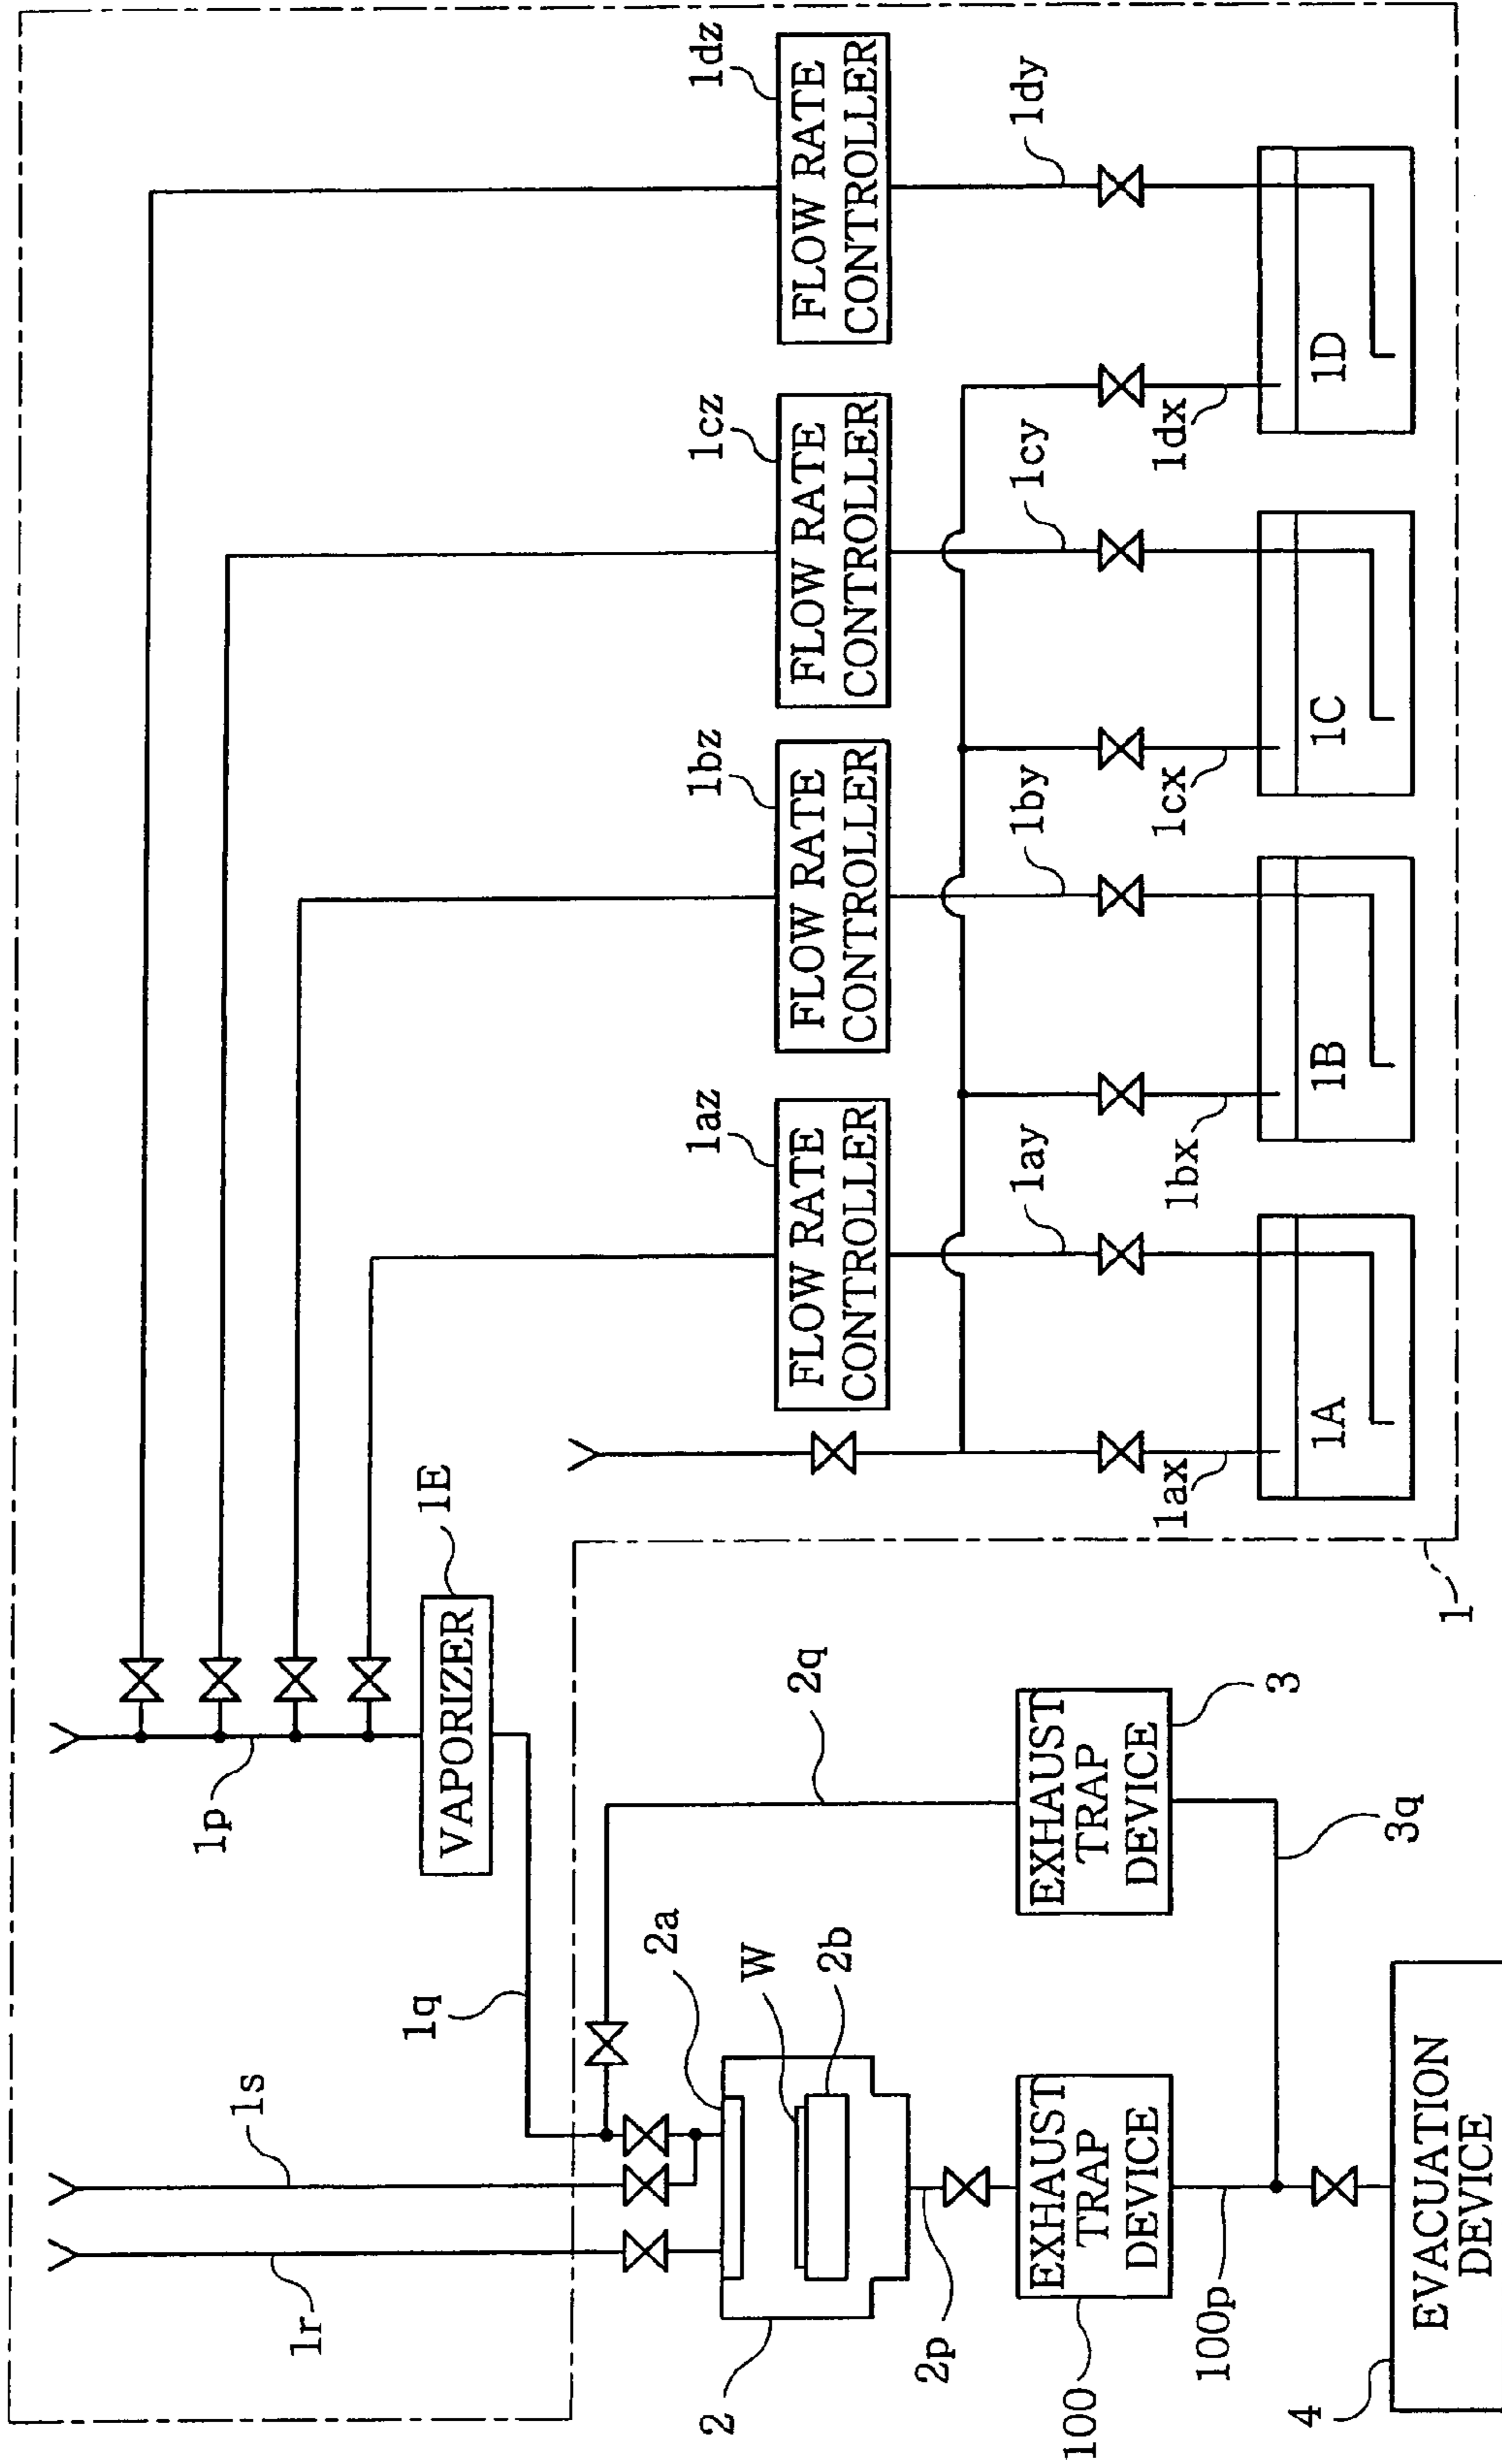 1dz
FLOW RATE
CONTROLLER
1dy
1D
1dx
1cz
FLOW RATE
CONTROLLER
1cy
1C
1cx
1bz
FLOW RATE
CONTROLLER
1by
1B
1bx
1az
FLOW RATE
CONTROLLER
1ay
1A
1ax
1
1E
VAPORIZER
1p
1q
1s
1r
2a
W
2b
2
2q
EXHAUST
TRAP
DEVICE
3
3q
2p
EXHAUST
TRAP
DEVICE
100
100p
EVACUATION
DEVICE
4